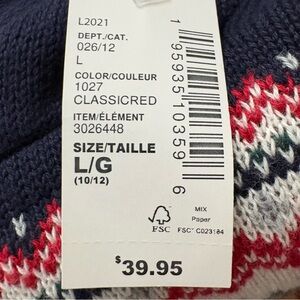 L2021
DEPT./CAT.
026/12
L
COLOR/COULEUR
1027
CLASSICRED
ITEM/ÉLÉMENT
3026448
SIZE/TAILLE
L/G
(10/12)
1 95935 10359 6
FSC
MIX
Paper
FSC® C023184
$39.95